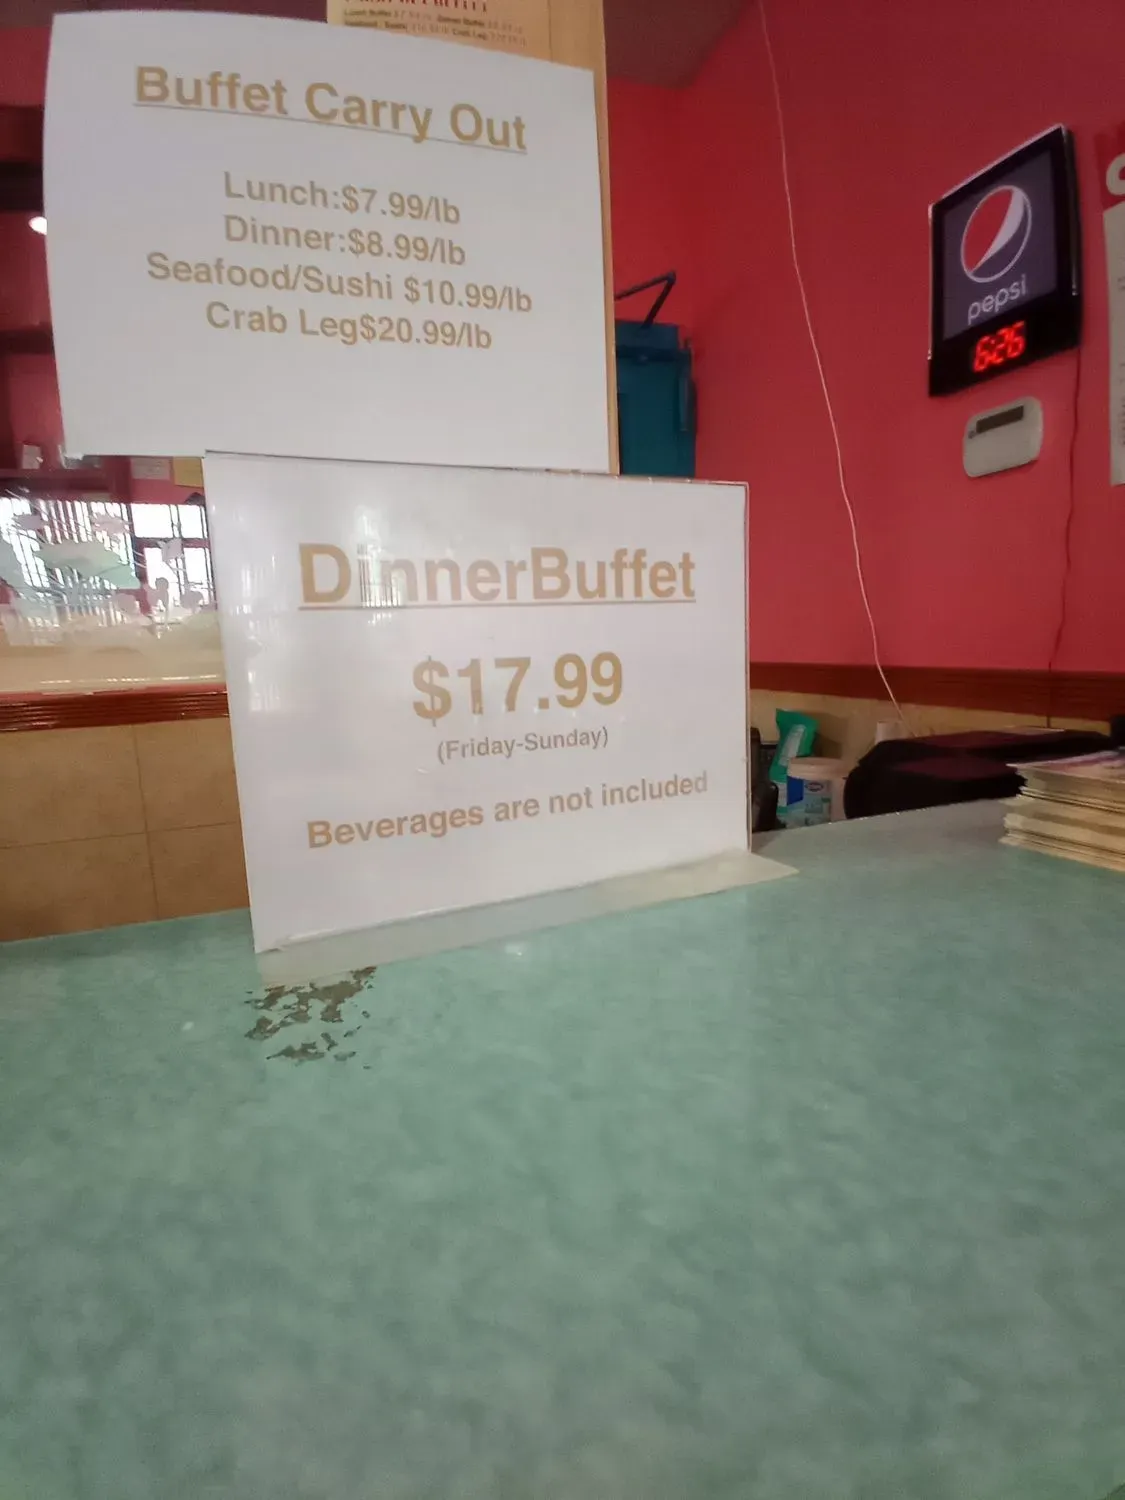 Buffet Carry Out
Lunch:$7.99/lb
Dinner:$8.99/lb
Seafood/Sushi $10.99/lb
Crab Leg$20.99/lb
pepsi
6:26
DinnerBuffet
$17.99
(Friday-Sunday)
Beverages are not included